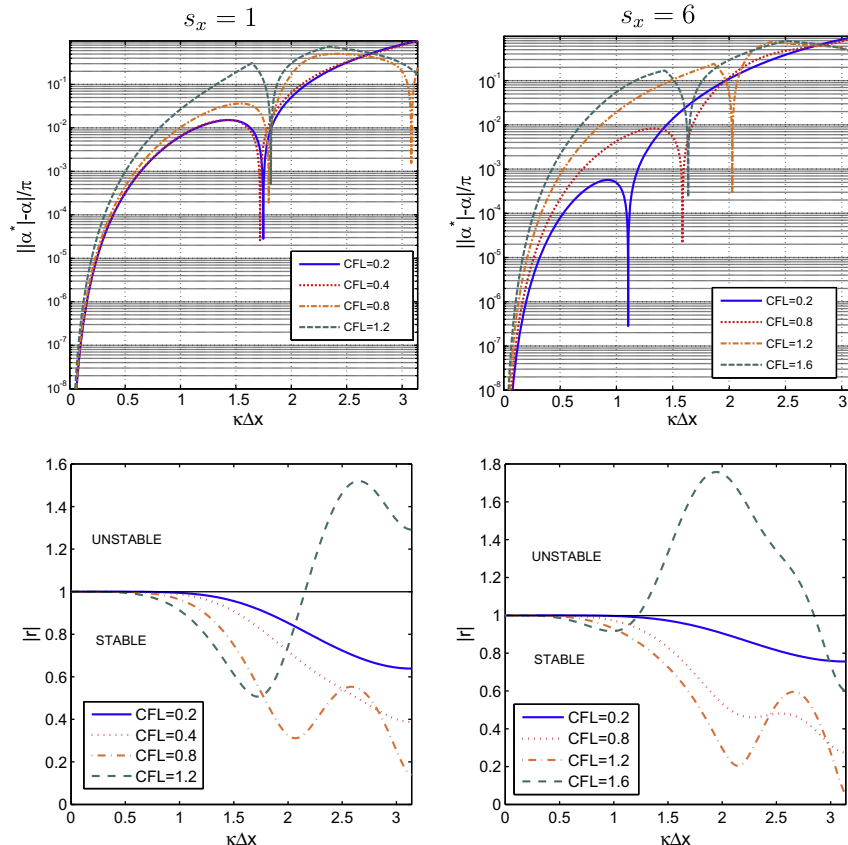 s_x = 1
s_x = 6
||α*|-α|/π
10^-1
10^-2
10^-3
10^-4
10^-5
10^-6
10^-7
10^-8
0 0.5 1 1.5 2 2.5 3
κΔx
CFL=0.2
CFL=0.4
CFL=0.8
CFL=1.2
||α*|-α|/π
10^-1
10^-2
10^-3
10^-4
10^-5
10^-6
10^-7
10^-8
0 0.5 1 1.5 2 2.5 3
κΔx
CFL=0.2
CFL=0.8
CFL=1.2
CFL=1.6
|r|
1.6
1.4
1.2
1
0.8
0.6
0.4
0.2
0
UNSTABLE
STABLE
CFL=0.2
CFL=0.4
CFL=0.8
CFL=1.2
0 0.5 1 1.5 2 2.5 3
κΔx
|r|
1.8
1.6
1.4
1.2
1
0.8
0.6
0.4
0.2
0
UNSTABLE
STABLE
CFL=0.2
CFL=0.8
CFL=1.2
CFL=1.6
0 0.5 1 1.5 2 2.5 3
κΔx